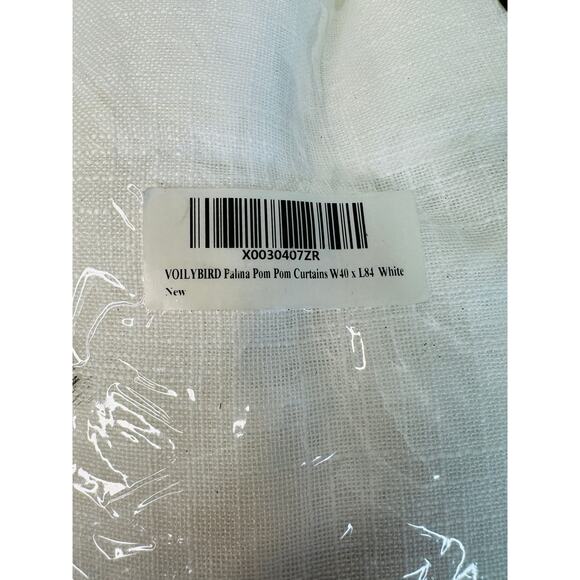 X0030407ZR
VOILYBIRD Palina Pom Pom Curtains W40 x L84 White
New